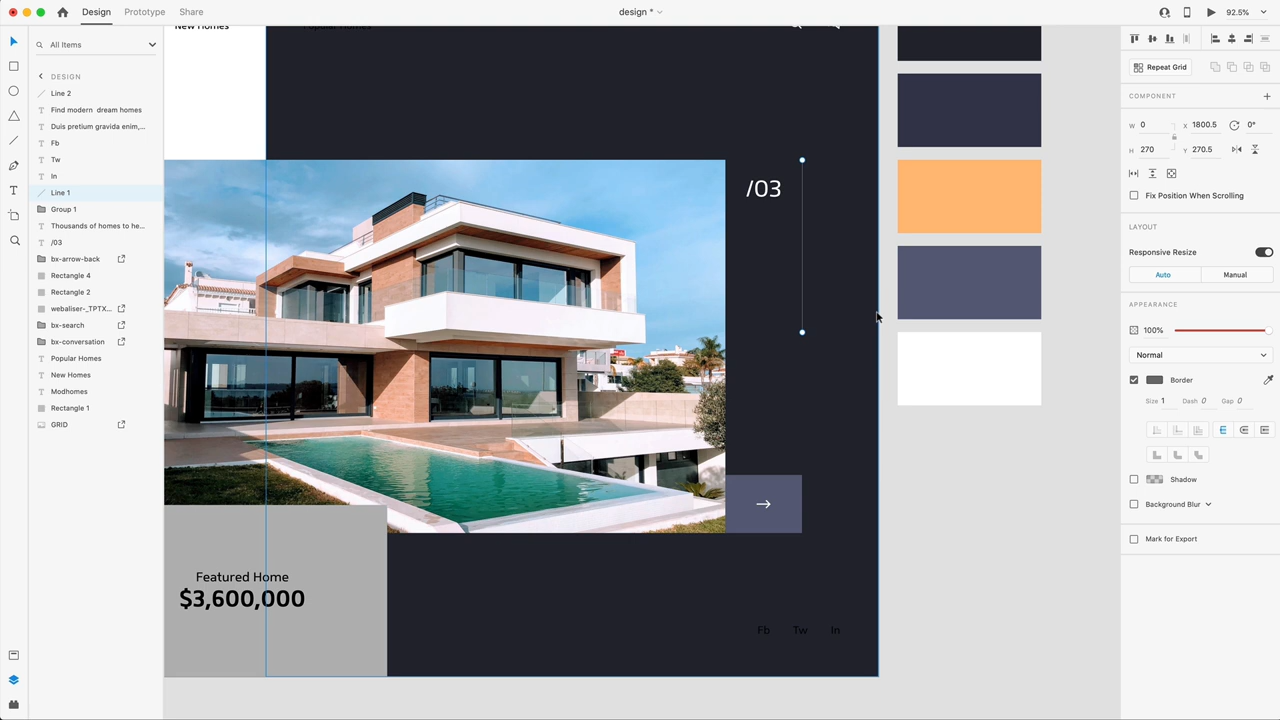 Design
Prototype
Share
design *
92.5%
All Items
DESIGN
Line 2
Find modern dream homes
Duis pretium gravida enim,...
Fb
Tw
In
Line 1
Group 1
Thousands of homes to he...
/03
bx-arrow-back
Rectangle 4
Rectangle 2
webaliser-_TPTX...
bx-search
bx-conversation
Popular Homes
New Homes
Modhomes
Rectangle 1
GRID
New Homes
Popular Homes
/03
Featured Home
$3,600,000
Fb
Tw
In
Repeat Grid
COMPONENT
W 0
X 1800.5
0°
H 270
Y 270.5
Fix Position When Scrolling
LAYOUT
Responsive Resize
Auto
Manual
APPEARANCE
100%
Normal
Border
Size 1
Dash 0
Gap 0
Shadow
Background Blur
Mark for Export